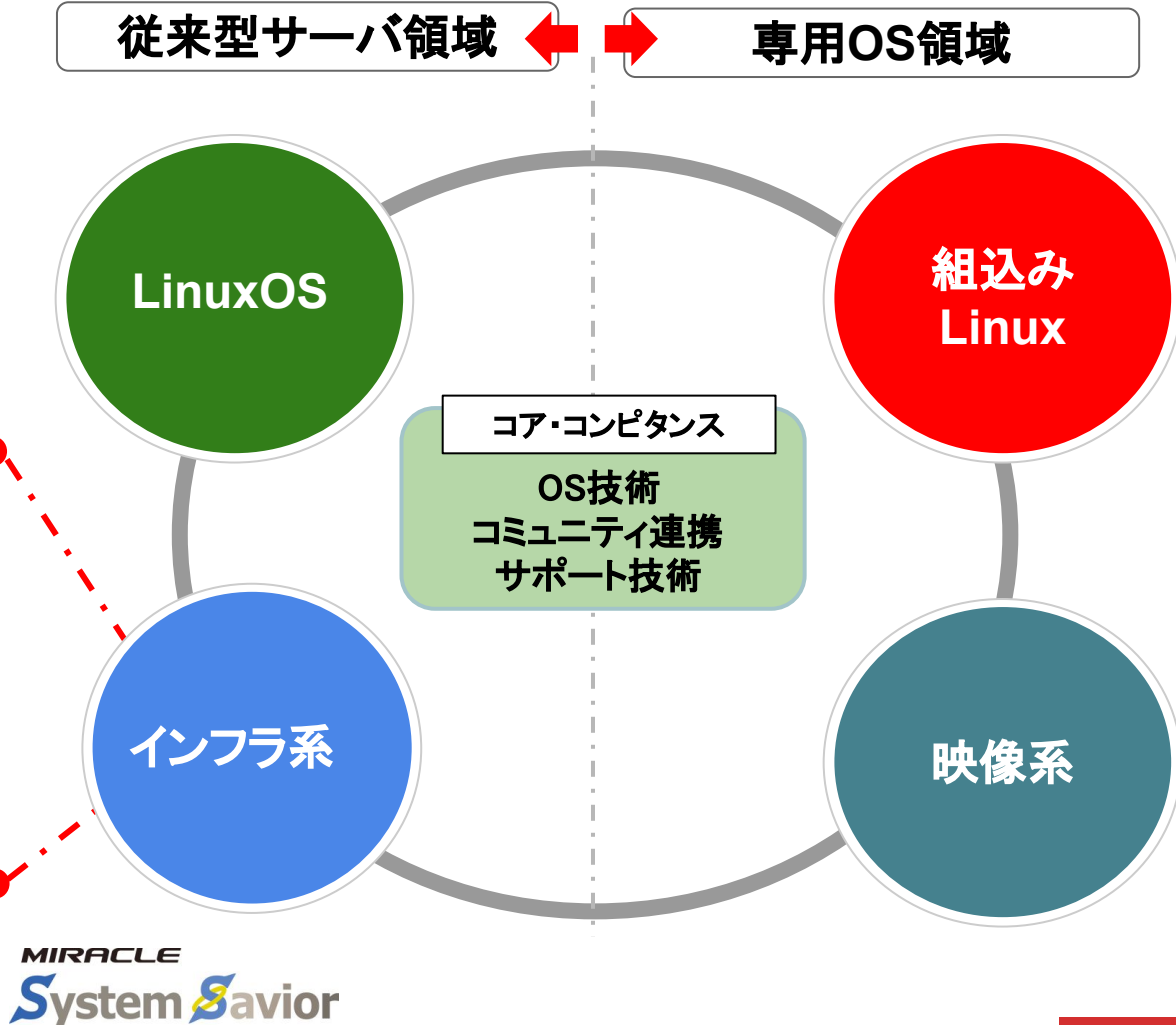 従来型サーバ領域
専用OS領域
LinuxOS
組込み
Linux
コア・コンピタンス
OS技術
コミュニティ連携
サポート技術
インフラ系
映像系
MIRACLE
System Savior